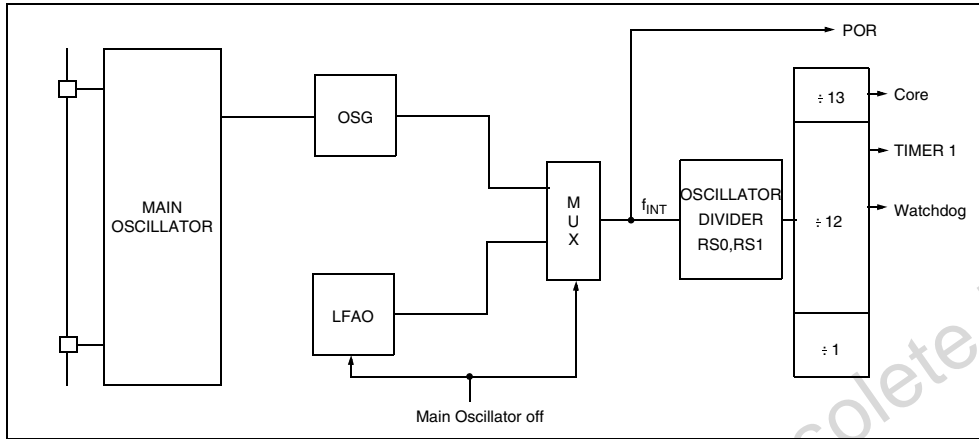 POR
÷ 13
Core
OSG
TIMER 1
MAIN
OSCILLATOR
M
U
X
f INT
OSCILLATOR
DIVIDER
RS0,RS1
÷ 12
Watchdog
LFAO
÷ 1
Main Oscillator off